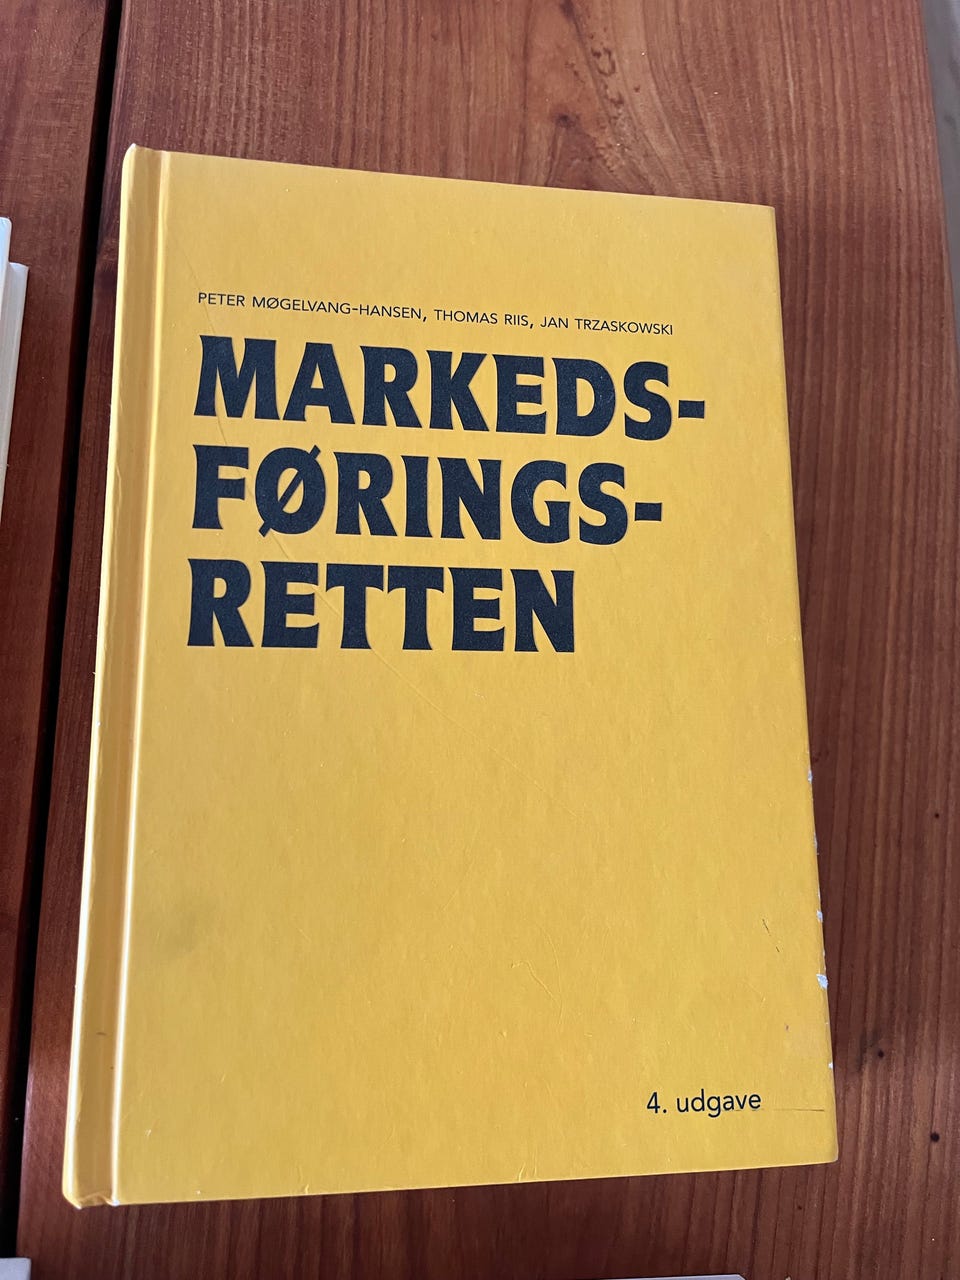 PETER MØGELVANG-HANSEN, THOMAS RIIS, JAN TRZASKOWSKI
MARKEDS-
FØRINGS-
RETTEN
4. udgave